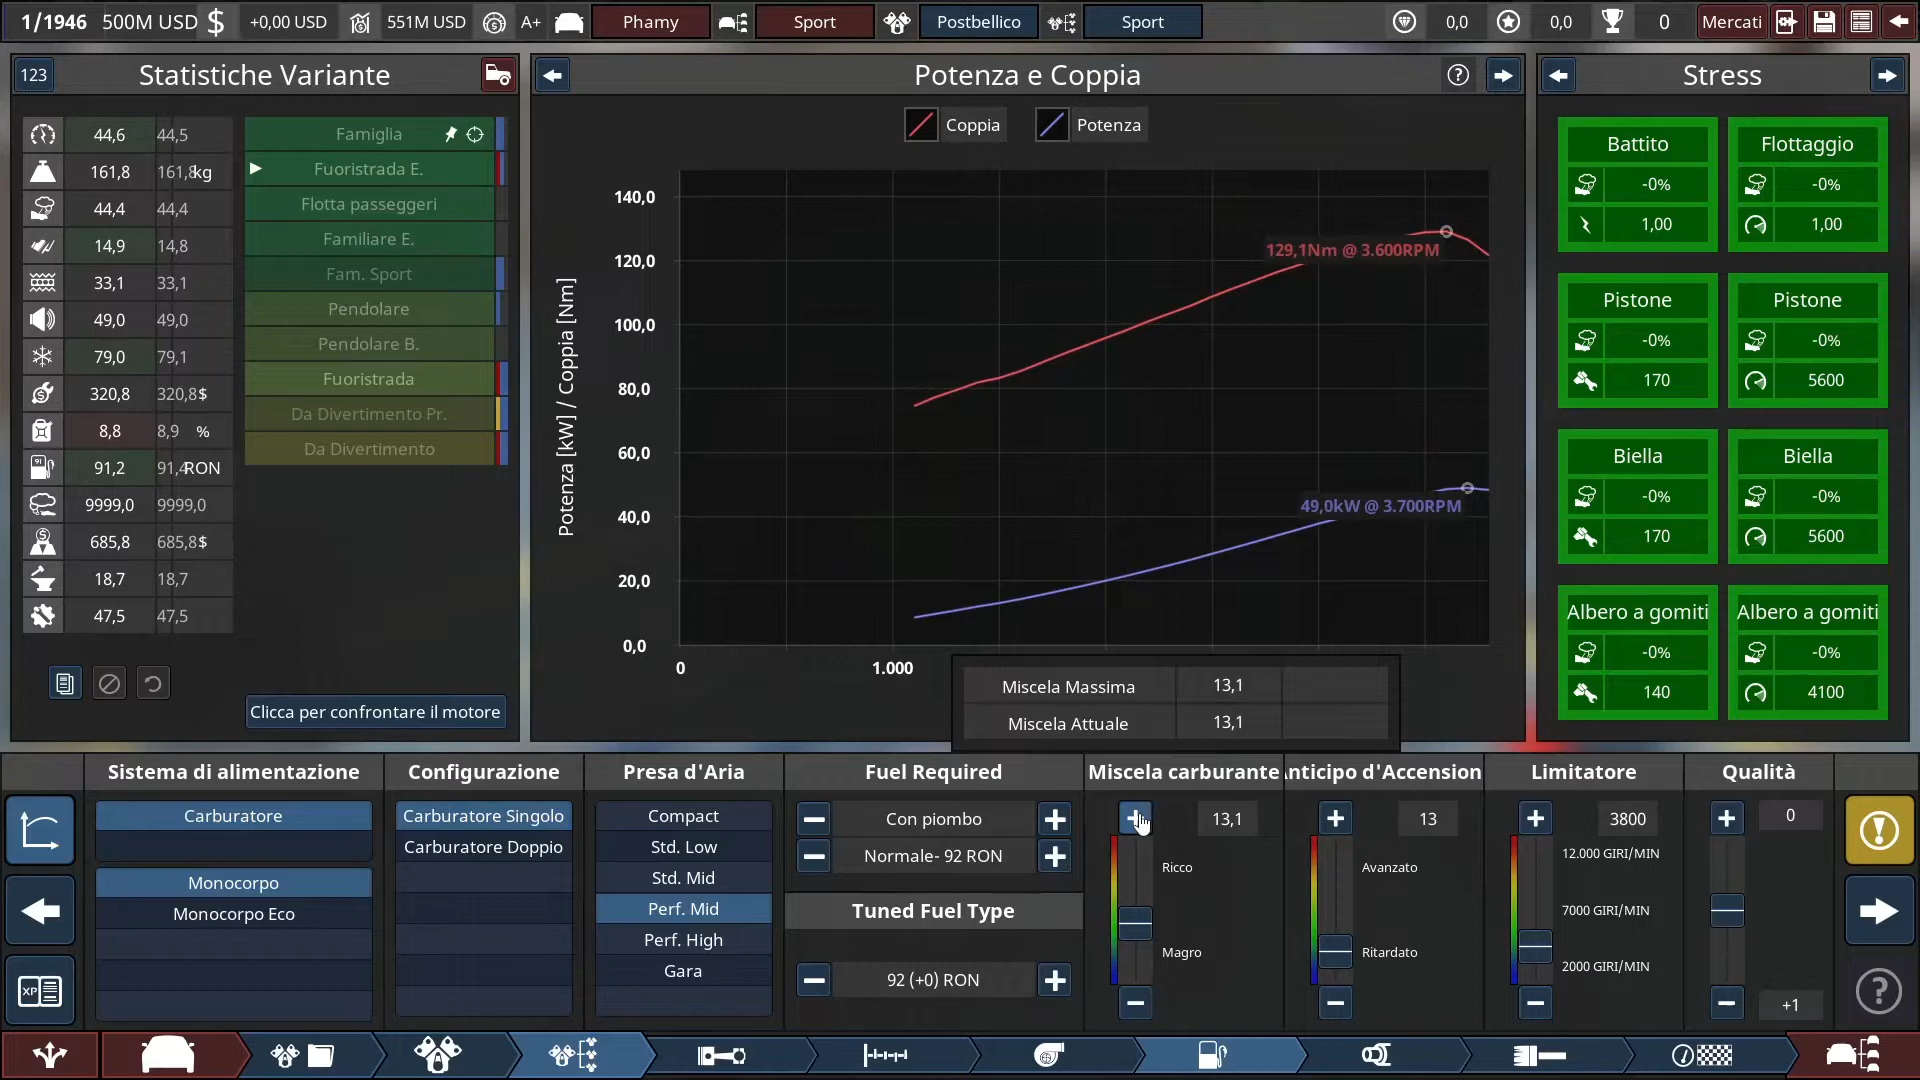 1/1946 500M USD +0,00 USD 551M USD A+ Phamy Sport Postbellico Sport 0,0 0,0 0 Mercati
123 Statistiche Variante
44,6 44,5
161,8 161,8 kg
44,4 44,4
14,9 14,8
33,1 33,1
49,0 49,0
79,0 79,1
320,8 320,8 $
8,8 8,9 %
91,2 91,4 RON
9999,0 9999,0
685,8 685,8 $
18,7 18,7
47,5 47,5
Famiglia
Fuoristrada E.
Flotta passeggeri
Familiare E.
Fam. Sport
Pendolare
Pendolare B.
Fuoristrada
Da Divertimento Pr.
Da Divertimento
Clicca per confrontare il motore
Potenza e Coppia
Coppia Potenza
Potenza [kW] / Coppia [Nm]
140,0
120,0
100,0
80,0
60,0
40,0
20,0
0,0
0 1.000
129,1Nm @ 3.600RPM
49,0kW @ 3.700RPM
Miscela Massima 13,1
Miscela Attuale 13,1
Stress
Battito Flottaggio
-0% -0%
1,00 1,00
Pistone Pistone
-0% -0%
170 5600
Biella Biella
-0% -0%
170 5600
Albero a gomiti Albero a gomiti
-0% -0%
140 4100
Sistema di alimentazione
Carburatore
Monocorpo
Monocorpo Eco
Configurazione
Carburatore Singolo
Carburatore Doppio
Presa d'Aria
Compact
Std. Low
Std. Mid
Perf. Mid
Perf. High
Gara
Fuel Required
Con piombo
Normale- 92 RON
Tuned Fuel Type
92 (+0) RON
Miscela carburante
13,1
Ricco
Magro
nticipo d'Accension
13
Avanzato
Ritardato
Limitatore
3800
12.000 GIRI/MIN
7000 GIRI/MIN
2000 GIRI/MIN
Qualità
0
+1
XP